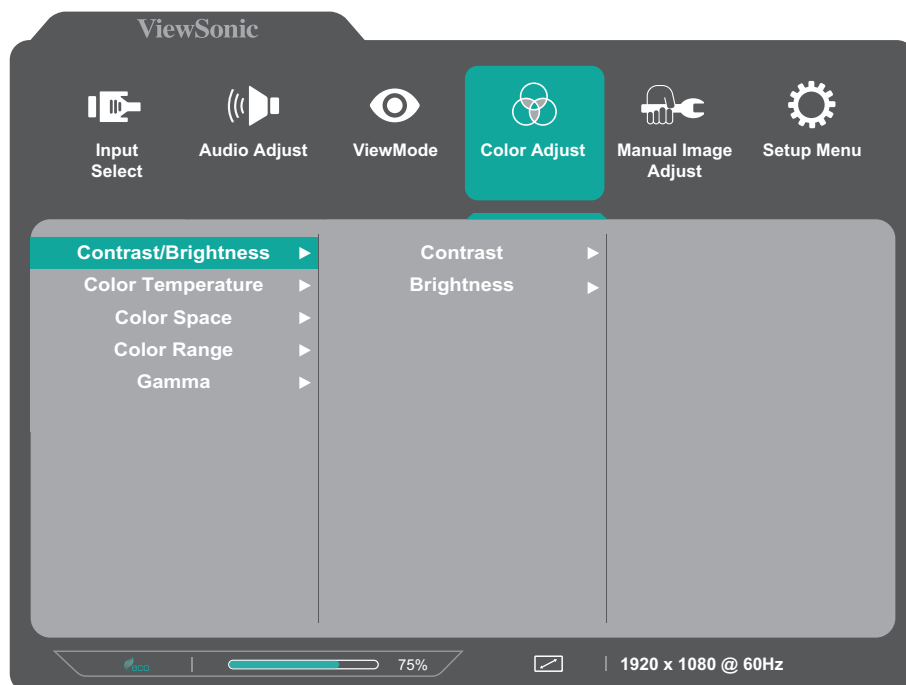 ViewSonic
Input
Select
Audio Adjust
ViewMode
Color Adjust
Manual Image
Adjust
Setup Menu
Contrast/Brightness
Color Temperature
Color Space
Color Range
Gamma
Contrast
Brightness
eco
75%
1920 x 1080 @ 60Hz